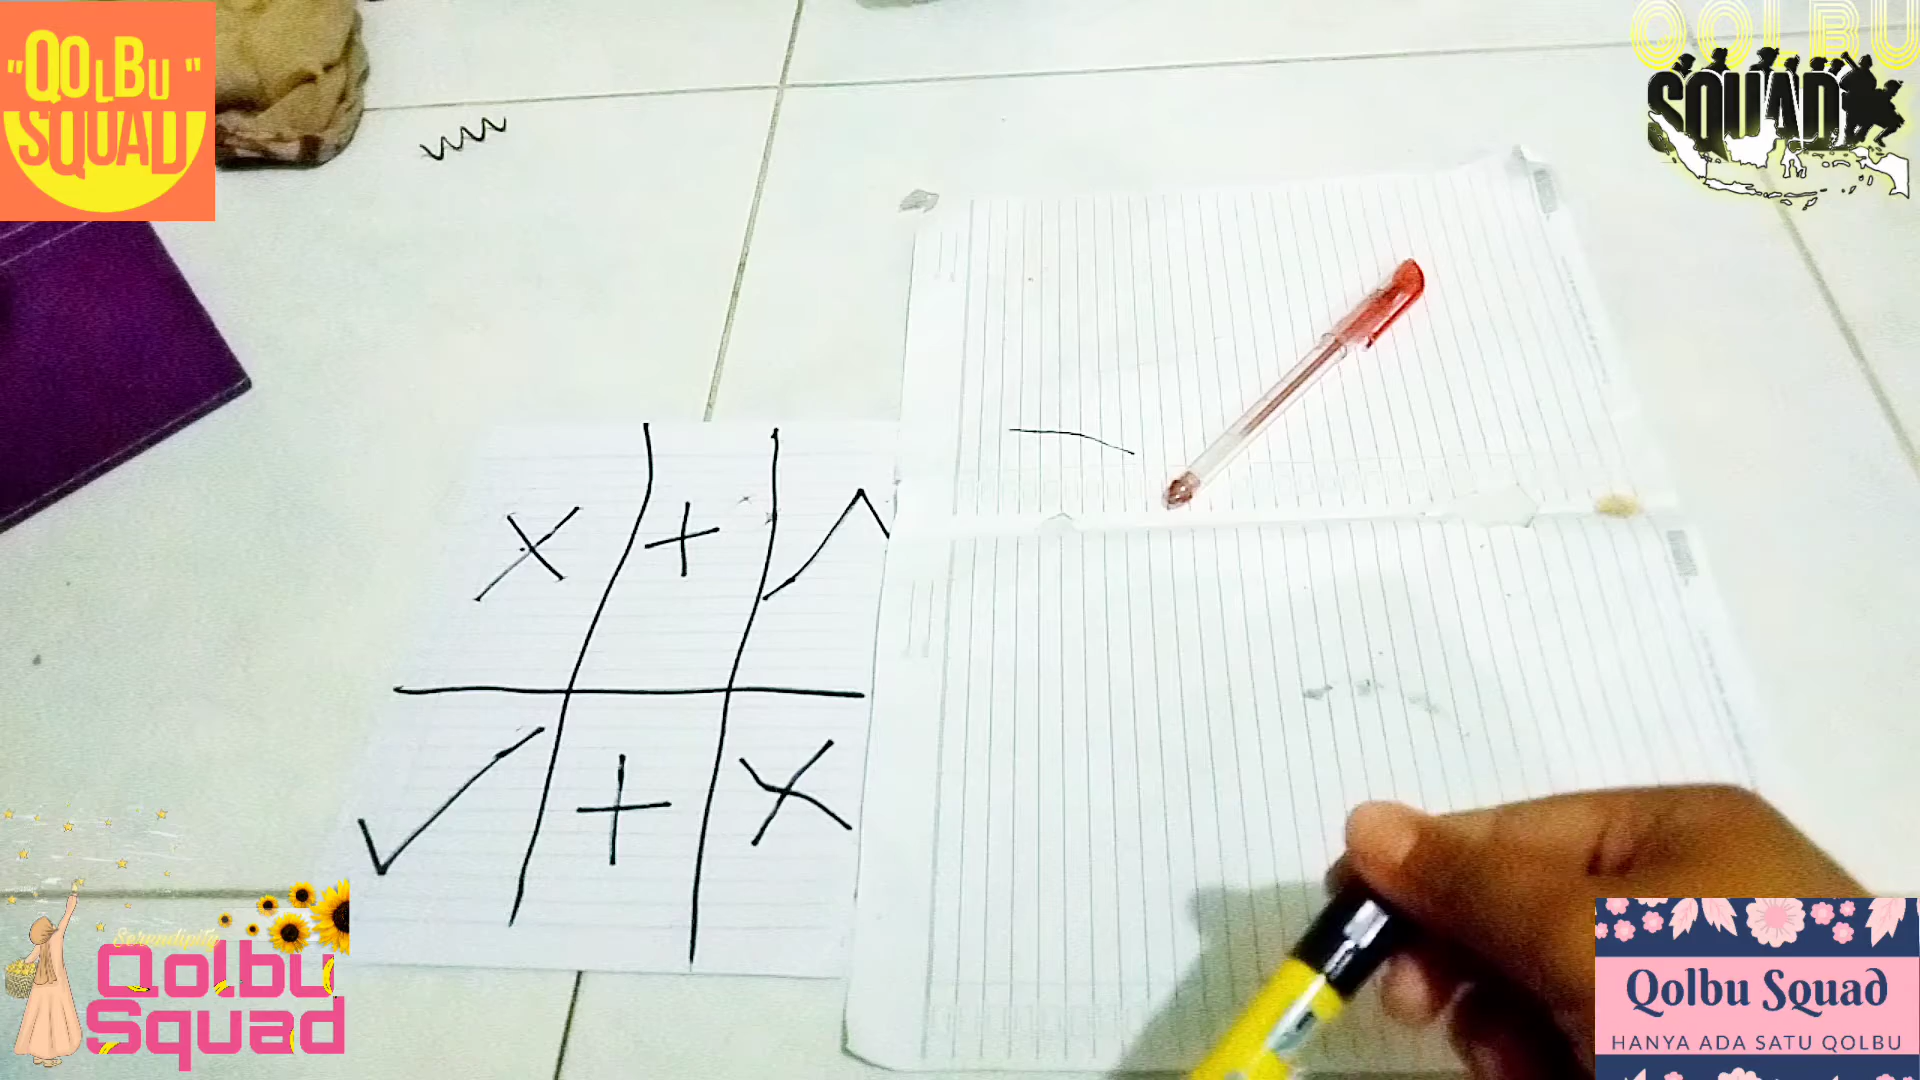 "QOLBU"
SQUAD
QOLBU
SQUAD
x + ^
✓ + x
Serendipity
Qolbu
Squad
Qolbu Squad
HANYA ADA SATU QOLBU